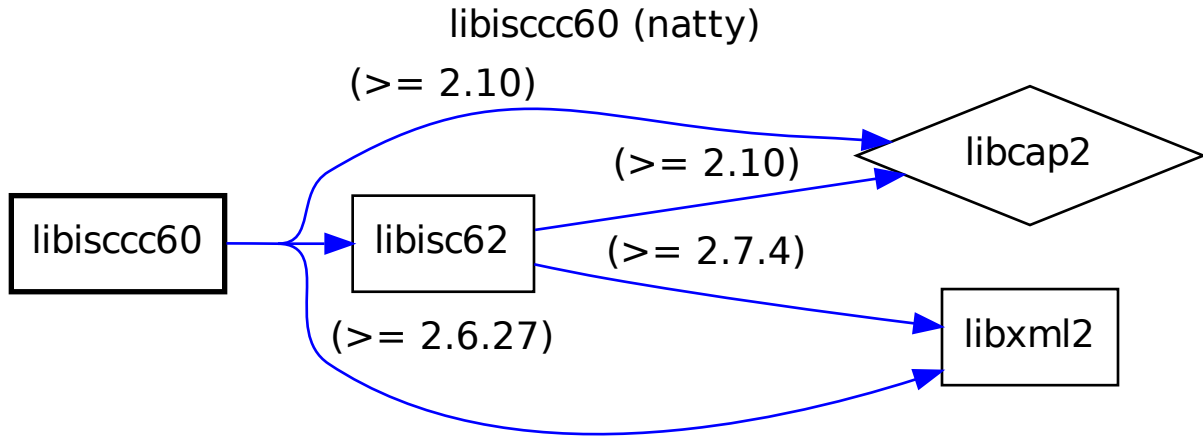 libisccc60 (natty)
(>= 2.10)
(>= 2.10)
libcap2
libisccc60
libisc62
(>= 2.7.4)
(>= 2.6.27)
libxml2